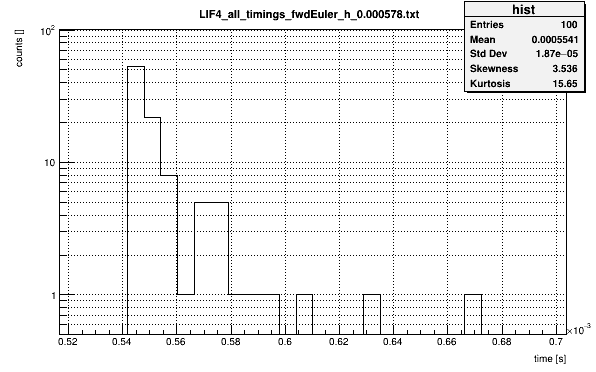 LIF4_all_timings_fwdEuler_h_0.000578.txt
hist
Entries 100
Mean 0.0005541
Std Dev 1.87e−05
Skewness 3.536
Kurtosis 15.65
counts []
10²
10
1
0.52 0.54 0.56 0.58 0.6 0.62 0.64 0.66 0.68 0.7
×10⁻³
time [s]